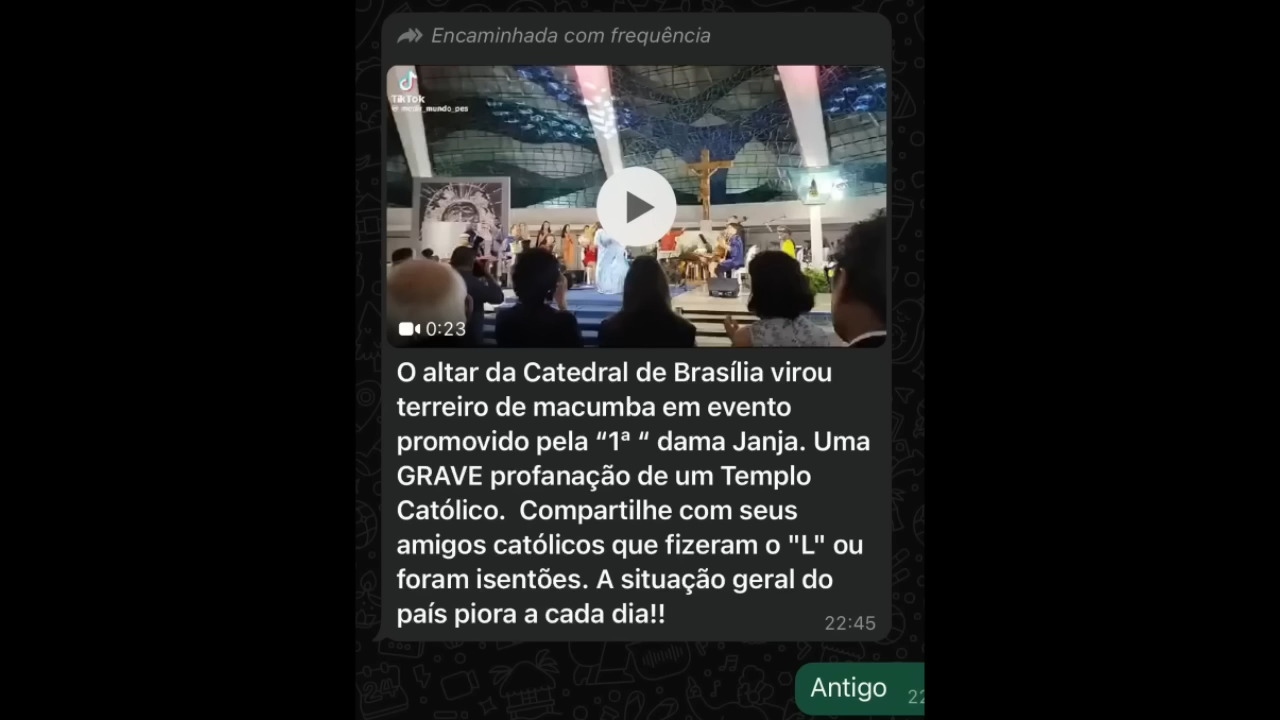 Encaminhada com frequência
TikTok
0:23
O altar da Catedral de Brasília virou
terreiro de macumba em evento
promovido pela “1ª “ dama Janja. Uma
GRAVE profanação de um Templo
Católico.  Compartilhe com seus
amigos católicos que fizeram o "L" ou
foram isentões. A situação geral do
país piora a cada dia!!
22:45
Antigo